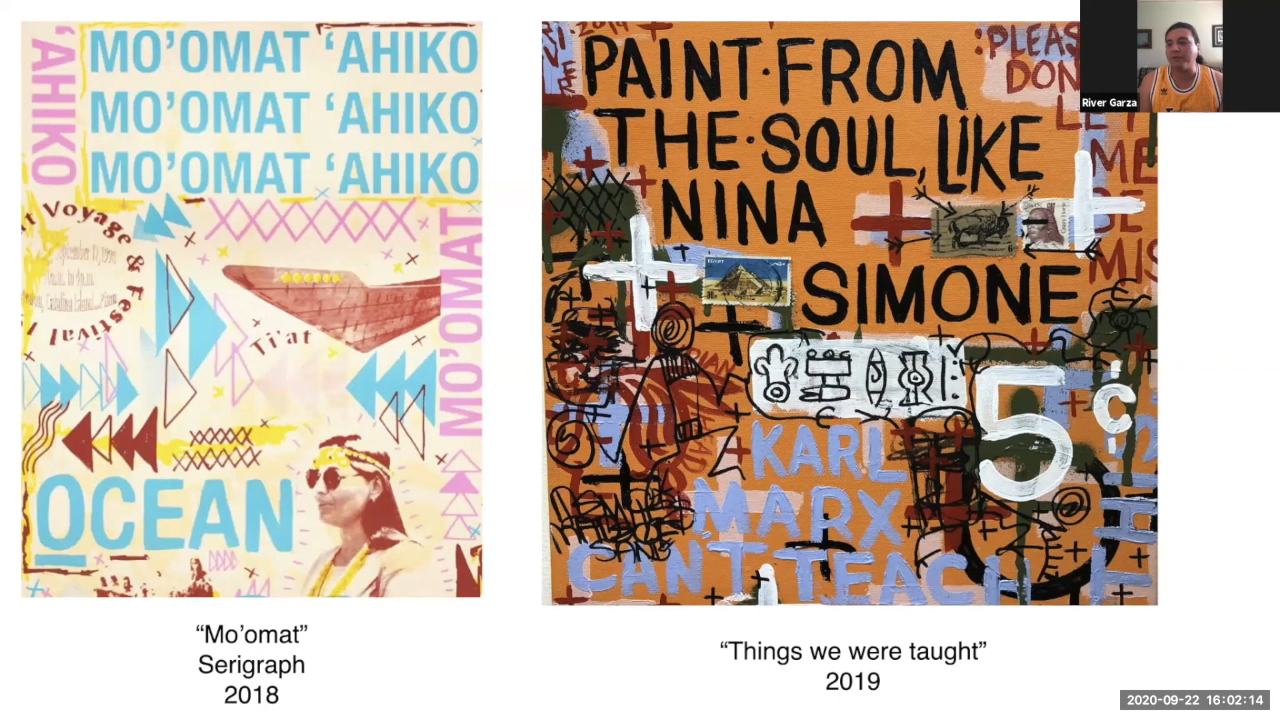 'AHIKO
MO'OMAT 'AHIKO
MO'OMAT 'AHIKO
MO'OMAT 'AHIKO
MO'OMAT
Voyage & Festival
Ti'at
OCEAN
"Mo'omat"
Serigraph
2018
PAINT·FROM
THE·SOUL, LIKE
NINA
SIMONE
:PLEAS
DON
LET
ME
BE
MIS
EGYPT
5¢
KARL
MARX
CAN'T TEACH
"Things we were taught"
2019
River Garza
2020-09-22 16:02:14